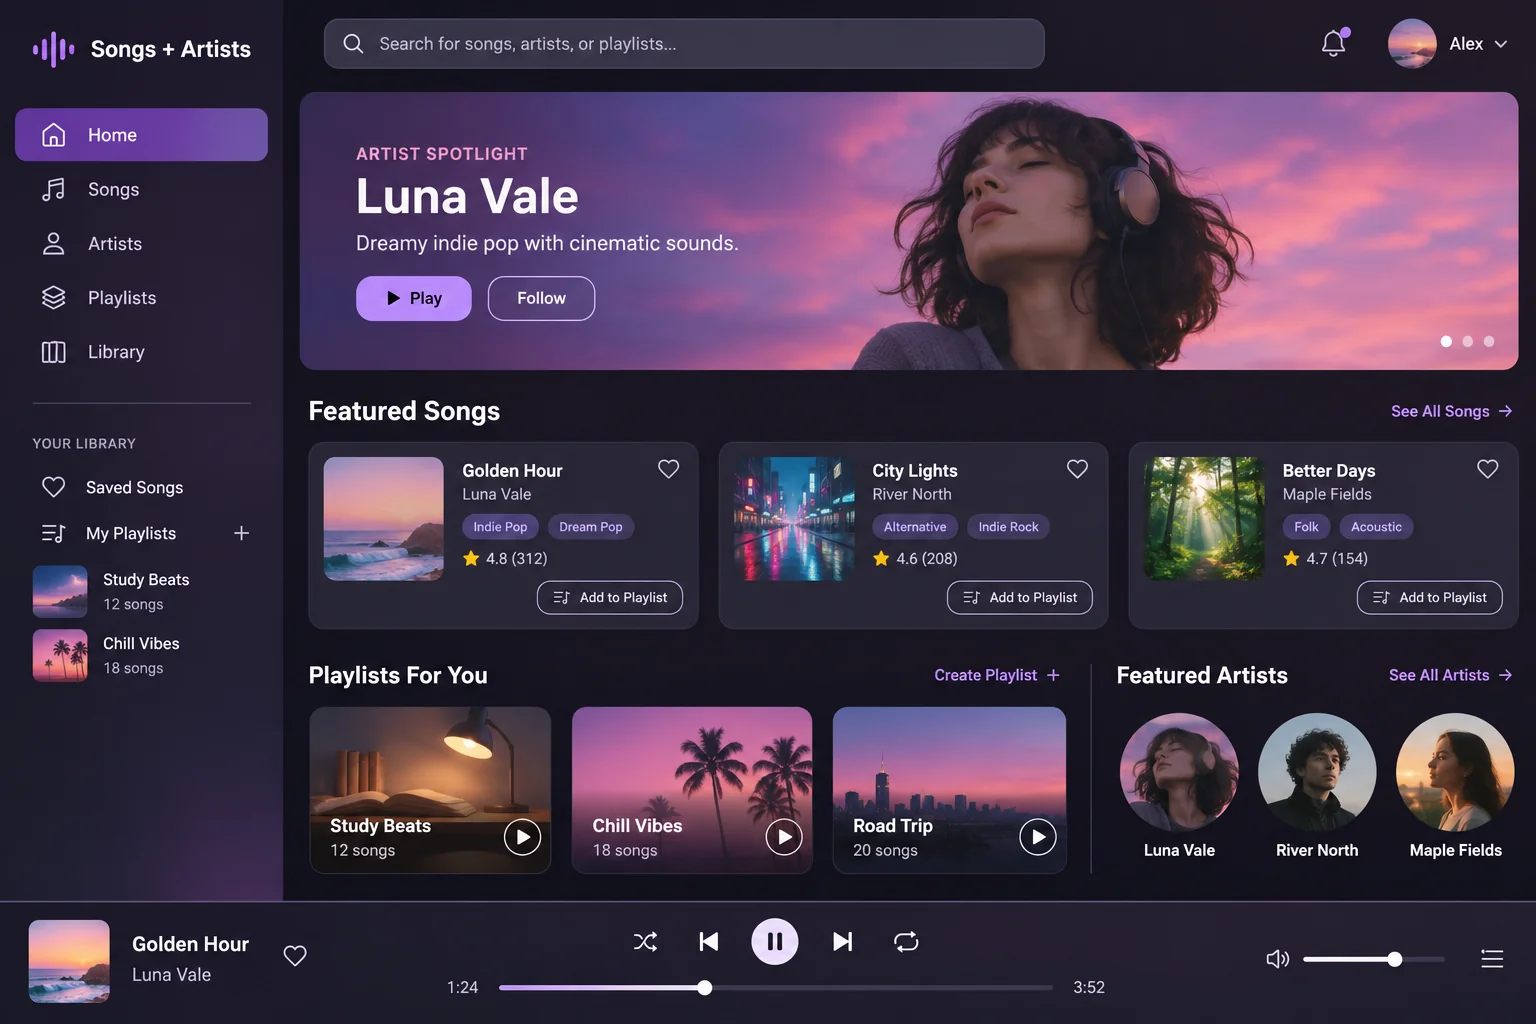 Songs + Artists
Search for songs, artists, or playlists...
Alex
Home
Songs
Artists
Playlists
Library
YOUR LIBRARY
Saved Songs
My Playlists
Study Beats
12 songs
Chill Vibes
18 songs
ARTIST SPOTLIGHT
Luna Vale
Dreamy indie pop with cinematic sounds.
Play
Follow
Featured Songs
See All Songs
Golden Hour
Luna Vale
Indie Pop
Dream Pop
4.8 (312)
Add to Playlist
City Lights
River North
Alternative
Indie Rock
4.6 (208)
Add to Playlist
Better Days
Maple Fields
Folk
Acoustic
4.7 (154)
Add to Playlist
Playlists For You
Create Playlist +
Study Beats
12 songs
Chill Vibes
18 songs
Road Trip
20 songs
Featured Artists
See All Artists
Luna Vale
River North
Maple Fields
Golden Hour
Luna Vale
1:24
3:52